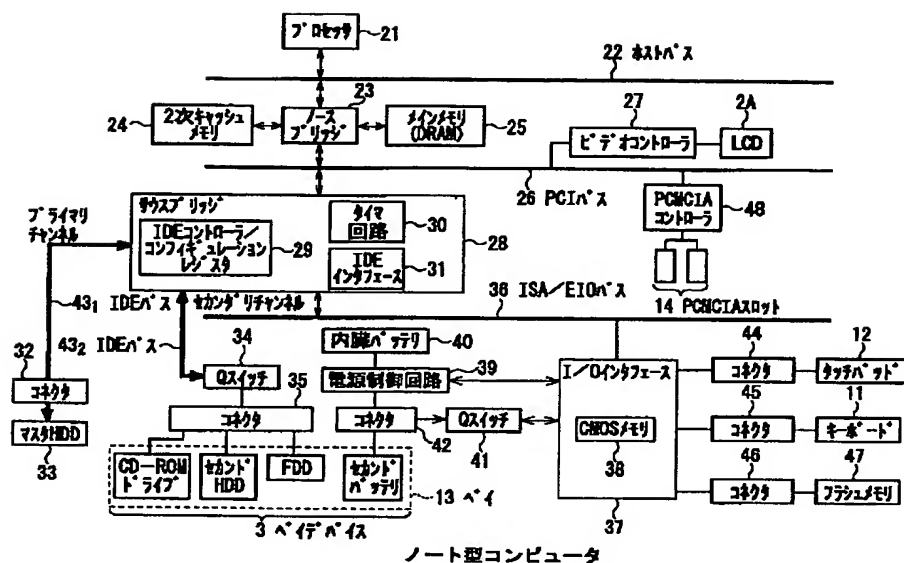 プロセッサ
21
22 ホストバス
23
24
2次キャッシュ
メモリ
ノース
ブリッジ
メインメモリ
(DRAM)
25
27
2A
ビデオコントローラ
LCD
26 PCIバス
プライマリ
チャンネル
サウスブリッジ
IDEコントローラ/
コンフィギュレーション
レジスタ
29
タイマ
回路
30
28
IDE
インタフェース
31
PCMCIA
コントローラ
48
14 PCMCIAスロット
43₁ IDEバス
セカンダリチャンネル
36 ISA/EIOバス
43₂ IDEバス
32
コネクタ
マスタHDD
33
34
Qスイッチ
35
コネクタ
内臓バッテリ
40
39
電源制御回路
コネクタ
42
Qスイッチ
41
I/Oインタフェース
CMOSメモリ
38
37
44
コネクタ
12
タッチパッド
45
コネクタ
11
キーボード
46
コネクタ
47
フラッシュメモリ
CD-ROM
ドライブ
セカンド
HDD
FDD
セカンド
バッテリ
13 ベイ
3 ベイデバイス
ノート型コンピュータ